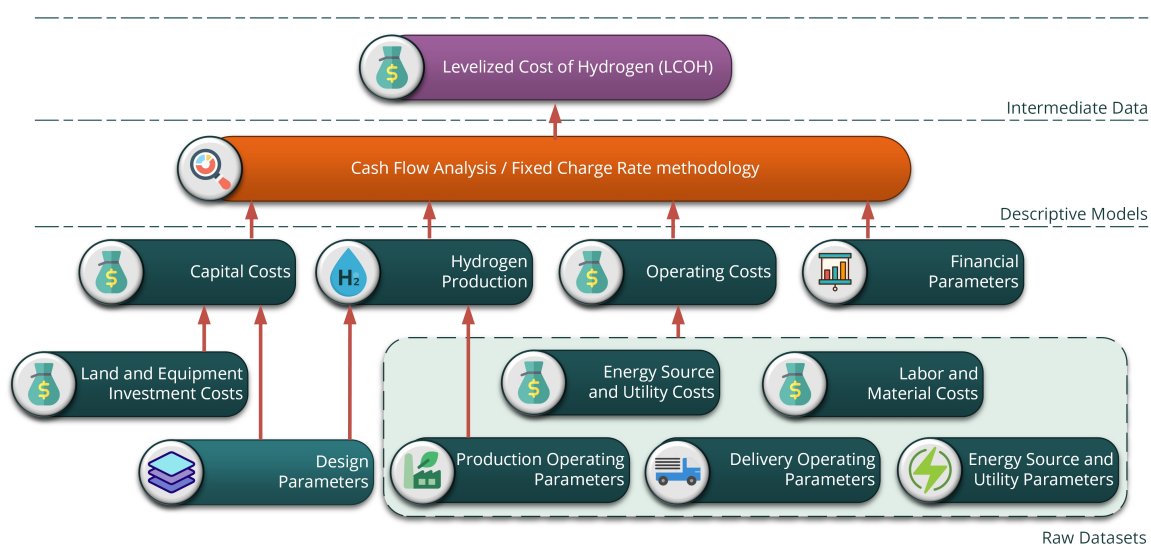 Levelized Cost of Hydrogen (LCOH)
Intermediate Data
Cash Flow Analysis / Fixed Charge Rate methodology
Descriptive Models
Capital Costs
Hydrogen
Production
H2
Operating Costs
Financial
Parameters
Land and Equipment
Investment Costs
Energy Source
and Utility Costs
Labor and
Material Costs
Design
Parameters
Production Operating
Parameters
Delivery Operating
Parameters
Energy Source and
Utility Parameters
Raw Datasets
$
$
$
$
$
$